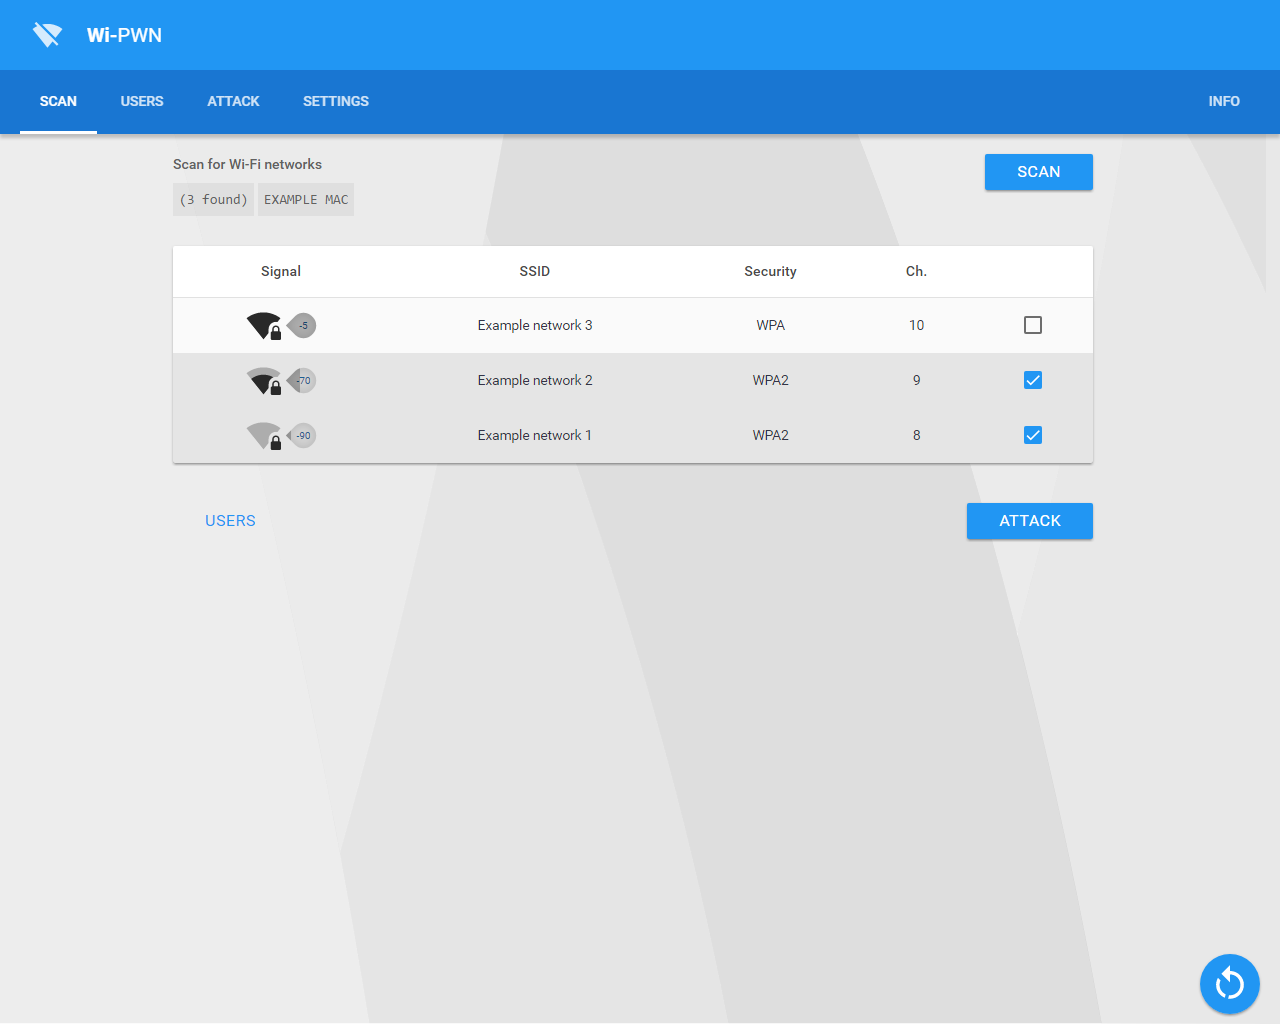 Wi-PWN
SCAN USERS ATTACK SETTINGS INFO
Scan for Wi-Fi networks
SCAN
(3 found) EXAMPLE MAC
Signal SSID Security Ch.
-5 Example network 3 WPA 10
-70 Example network 2 WPA2 9
-90 Example network 1 WPA2 8
USERS ATTACK